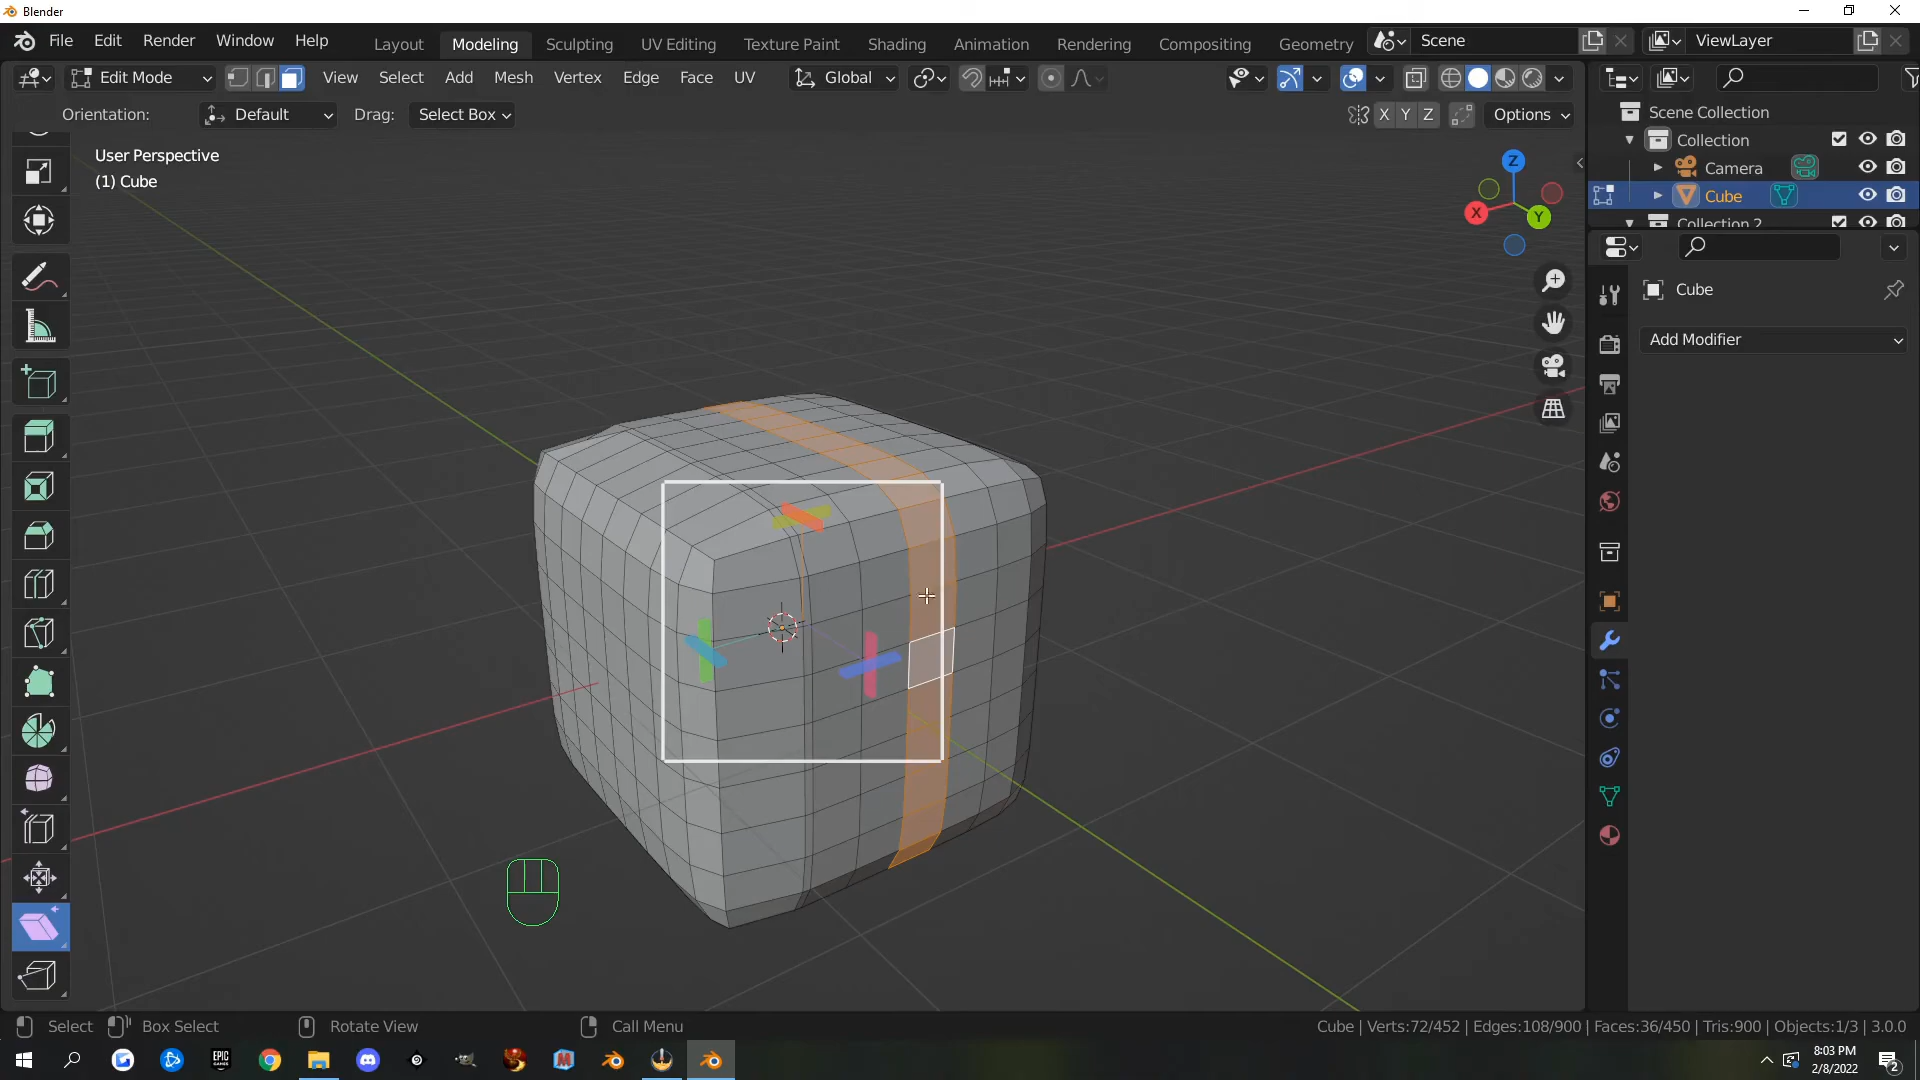 Blender
File Edit Render Window Help
Layout Modeling Sculpting UV Editing Texture Paint Shading Animation Rendering Compositing Geometry
Scene
ViewLayer
Edit Mode View Select Add Mesh Vertex Edge Face UV Global
Orientation: Default Drag: Select Box
X Y Z Options
User Perspective
(1) Cube
Z
X
Y
Scene Collection
Collection
Camera
Cube
Collection 2
Cube
Add Modifier
Select Box Select Rotate View Call Menu
Cube | Verts:72/452 | Edges:108/900 | Faces:36/450 | Tris:900 | Objects:1/3 | 3.0.0
EPIC GAMES
8:03 PM
2/8/2022
2